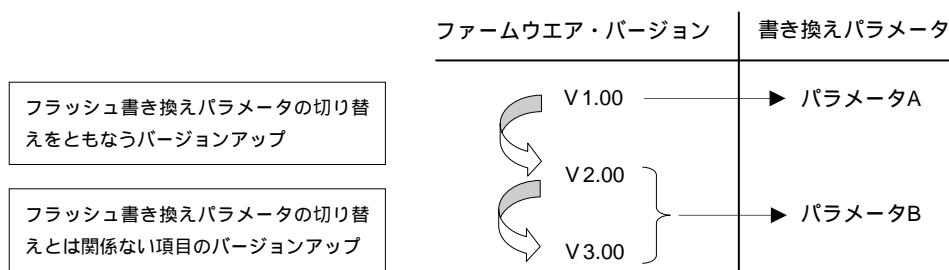 ファームウエア・バージョン
書き換えパラメータ
フラッシュ書き換えパラメータの切り替
えをともなうバージョンアップ
V1.00
パラメータA
V2.00
フラッシュ書き換えパラメータの切り替
えとは関係ない項目のバージョンアップ
パラメータB
V3.00